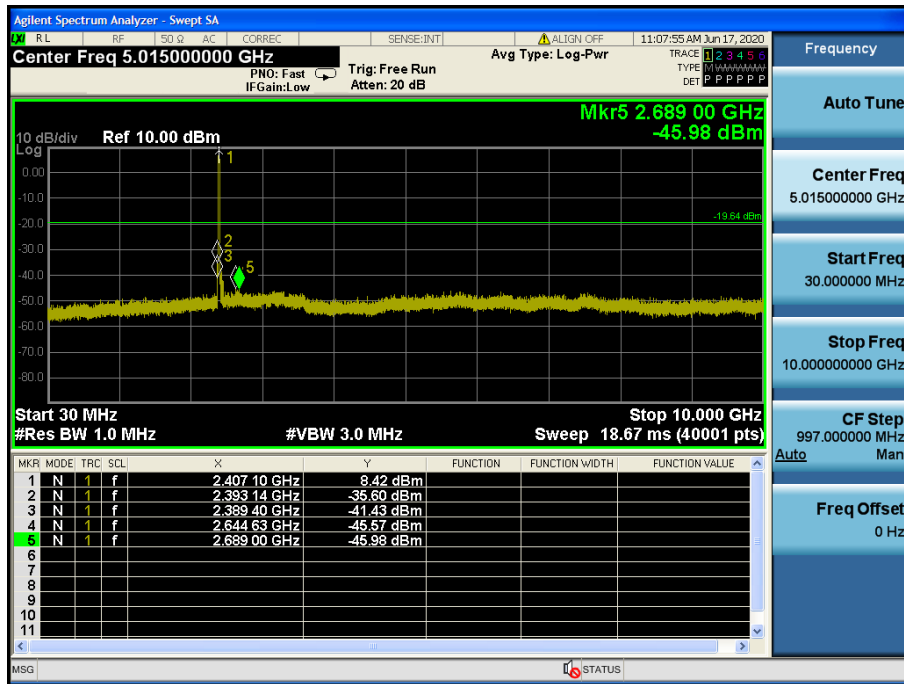 Agilent Spectrum Analyzer - Swept SA
LXI RL RF 50 Ω AC CORREC SENSE:INT ALIGN OFF 11:07:55 AM Jun 17, 2020
Center Freq 5.015000000 GHz Avg Type: Log-Pwr TRACE 1 2 3 4 5 6
PNO: Fast Trig: Free Run TYPE MWWWWW
IFGain:Low Atten: 20 dB DET P P P P P P
Mkr5 2.689 00 GHz
10 dB/div Ref 10.00 dBm -45.98 dBm
Log
1
0.00
-10.0
-20.0 -19.64 dBm
-30.0 2
3
-40.0 5
-50.0
-60.0
-70.0
-80.0
Start 30 MHz Stop 10.000 GHz
#Res BW 1.0 MHz #VBW 3.0 MHz Sweep 18.67 ms (40001 pts)
MKR MODE TRC SCL X Y FUNCTION FUNCTION WIDTH FUNCTION VALUE
1 N 1 f 2.407 10 GHz 8.42 dBm
2 N 1 f 2.393 14 GHz -35.60 dBm
3 N 1 f 2.389 40 GHz -41.43 dBm
4 N 1 f 2.644 63 GHz -45.57 dBm
5 N 1 f 2.689 00 GHz -45.98 dBm
6
7
8
9
10
11
MSG STATUS
Frequency
Auto Tune
Center Freq
5.015000000 GHz
Start Freq
30.000000 MHz
Stop Freq
10.000000000 GHz
CF Step
997.000000 MHz
Auto Man
Freq Offset
0 Hz